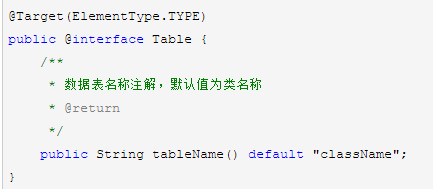 @Target(ElementType.TYPE)
public @interface Table {
/**
* 数据表名称注解，默认值为类名称
* @return
*/
public String tableName() default "className";
}